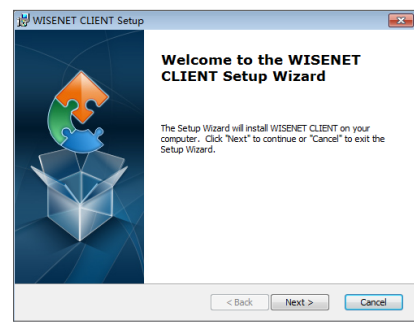 WISENET CLIENT Setup
Welcome to the WISENET
CLIENT Setup Wizard
The Setup Wizard will install WISENET CLIENT on your
computer. Click "Next" to continue or "Cancel" to exit the
Setup Wizard.
< Back Next > Cancel